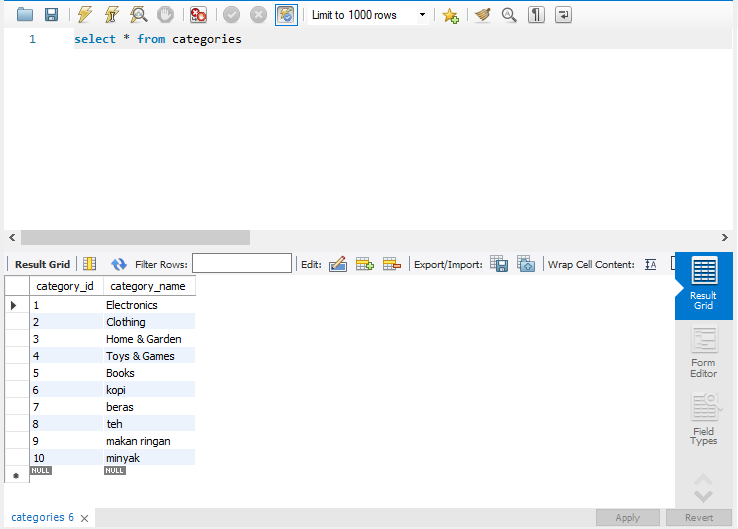 Limit to 1000 rows
1 select * from categories
Result Grid Filter Rows: Edit: Export/Import: Wrap Cell Content:
Result Grid
Form Editor
Field Types
category_id category_name
1 Electronics
2 Clothing
3 Home & Garden
4 Toys & Games
5 Books
6 kopi
7 beras
8 teh
9 makan ringan
10 minyak
NULL NULL
categories 6
Apply Revert